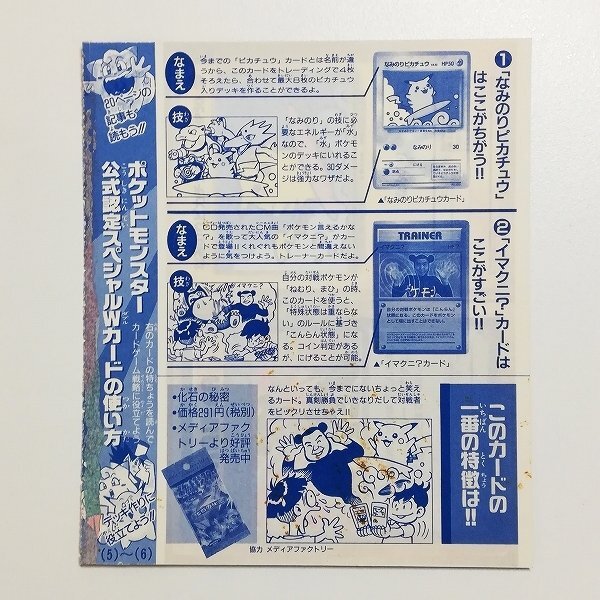 ❶「なみのりピカチュウ」
はここがちがう!!
なまえ
今までの「ピカチュウ」カードとは名前が違
うから、このカードをトレーディングで4枚
そろえたら、合わせて最大8枚のピカチュウ
入りデッキを作ることができるよ。
技
「なみのり」の技に必
要なエネルギーが「水」
なので、「水」ポケモン
のデッキにいれること
ができる。30ダメージ
は強力なワザだよ。
なみのりピカチュウ HP50
なみのり 30
▲「なみのりピカチュウカード」
❷「イマクニ?」カードは
ここがすごい!!
なまえ
CD発売されたCM曲「ポケモン言えるかな
?」を歌って大人気の「イマクニ?」がカー
ドで登場!!くれぐれもポケモンと間違えない
ように気をつけよう。トレーナーカードだよ。
技
イマクニ?
自分の対戦ポケモンが
「ねむり、まひ」の時、
このカードを使うと、
「特殊状態は重ならな
い」のルールに基づき
「こんらん状態」にな
る。コイン判定がある
が、にげることが可能。
TRAINER
イマクニ?
▲「イマクニ?カード」
このカードの
一番の特徴は!!
なんといっても、今までにないちょっと笑え
るカード。真剣勝負でいきなりだして対戦者
をビックリさせちゃえ!!
•化石の秘密
•価格291円(税別)
•メディアファク
トリーより好評
発売中
協力 メディアファクトリー
20ページの
記事も
読もう!!
ポケットモンスター
公式認定スペシャルWカードの使い方
右のカードの特ちょうを読んで
カードゲーム戦略に役立てよう
デッキ作りに
役立てよう!!
(5)〜(6)